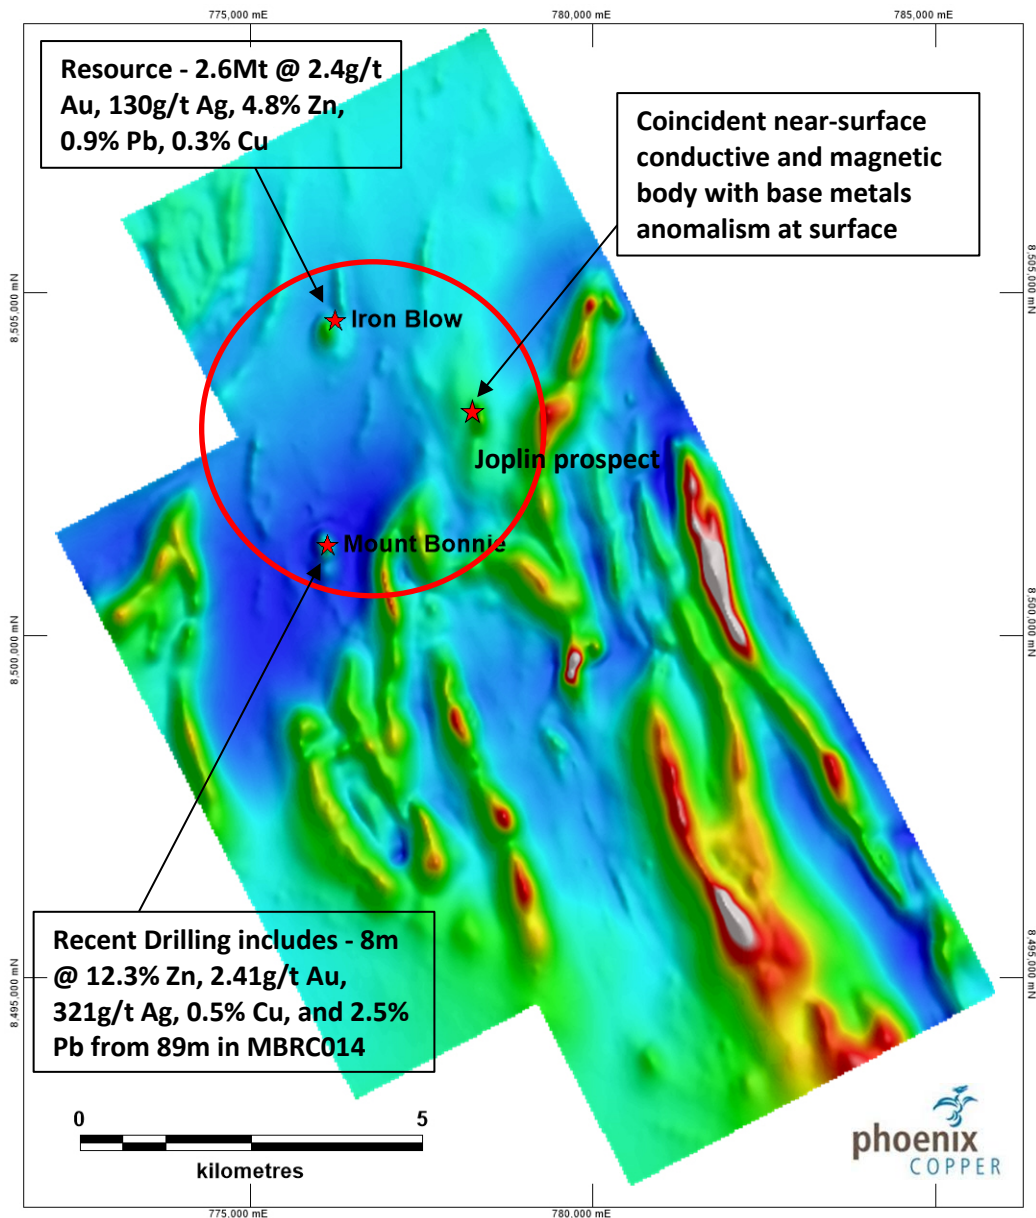 775,000 mE
780,000 mE
785,000 mE
Resource - 2.6Mt @ 2.4g/t
Au, 130g/t Ag, 4.8% Zn,
0.9% Pb, 0.3% Cu
Coincident near-surface
conductive and magnetic
body with base metals
anomalism at surface
8,505,000 mN
8,505,000 mN
Iron Blow
Joplin prospect
Mount Bonnie
8,500,000 mN
8,500,000 mN
Recent Drilling includes - 8m
@ 12.3% Zn, 2.41g/t Au,
321g/t Ag, 0.5% Cu, and 2.5%
Pb from 89m in MBRC014
8,495,000 mN
8,495,000 mN
0
5
kilometres
phoenix
COPPER
775,000 mE
780,000 mE